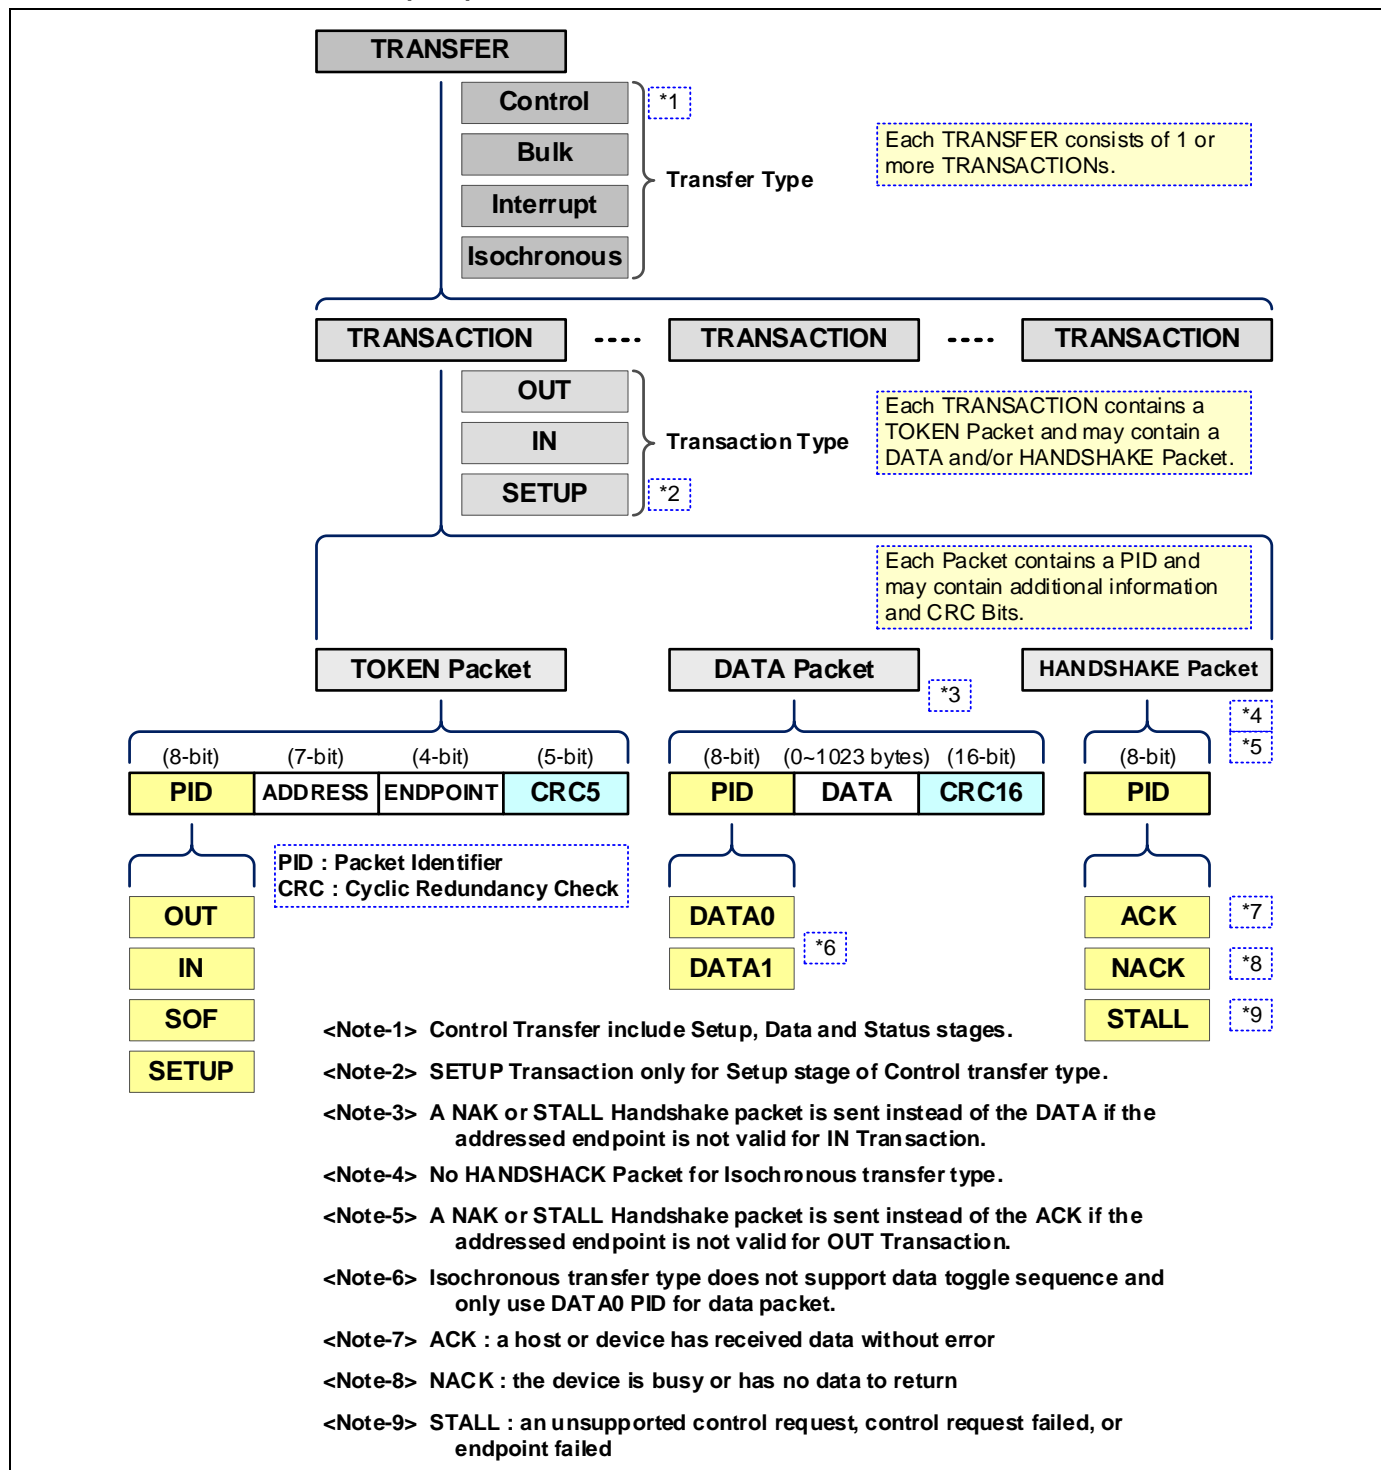 TRANSFER
Control
*1
Bulk
Interrupt
Isochronous
Transfer Type
Each TRANSFER consists of 1 or
more TRANSACTIONs.
TRANSACTION ---- TRANSACTION ---- TRANSACTION
OUT
IN
SETUP
*2
Transaction Type
Each TRANSACTION contains a
TOKEN Packet and may contain a
DATA and/or HANDSHAKE Packet.
Each Packet contains a PID and
may contain additional information
and CRC Bits.
TOKEN Packet
DATA Packet
*3
HANDSHAKE Packet
*4
*5
(8-bit) (7-bit) (4-bit) (5-bit)
PID ADDRESS ENDPOINT CRC5
(8-bit) (0~1023 bytes) (16-bit)
PID DATA CRC16
(8-bit)
PID
PID : Packet Identifier
CRC : Cyclic Redundancy Check
OUT
IN
SOF
SETUP
DATA0
DATA1
*6
ACK
*7
NACK
*8
STALL
*9
<Note-1> Control Transfer include Setup, Data and Status stages.
<Note-2> SETUP Transaction only for Setup stage of Control transfer type.
<Note-3> A NAK or STALL Handshake packet is sent instead of the DATA if the
addressed endpoint is not valid for IN Transaction.
<Note-4> No HANDSHACK Packet for Isochronous transfer type.
<Note-5> A NAK or STALL Handshake packet is sent instead of the ACK if the
addressed endpoint is not valid for OUT Transaction.
<Note-6> Isochronous transfer type does not support data toggle sequence and
only use DATA0 PID for data packet.
<Note-7> ACK : a host or device has received data without error
<Note-8> NACK : the device is busy or has no data to return
<Note-9> STALL : an unsupported control request, control request failed, or
endpoint failed